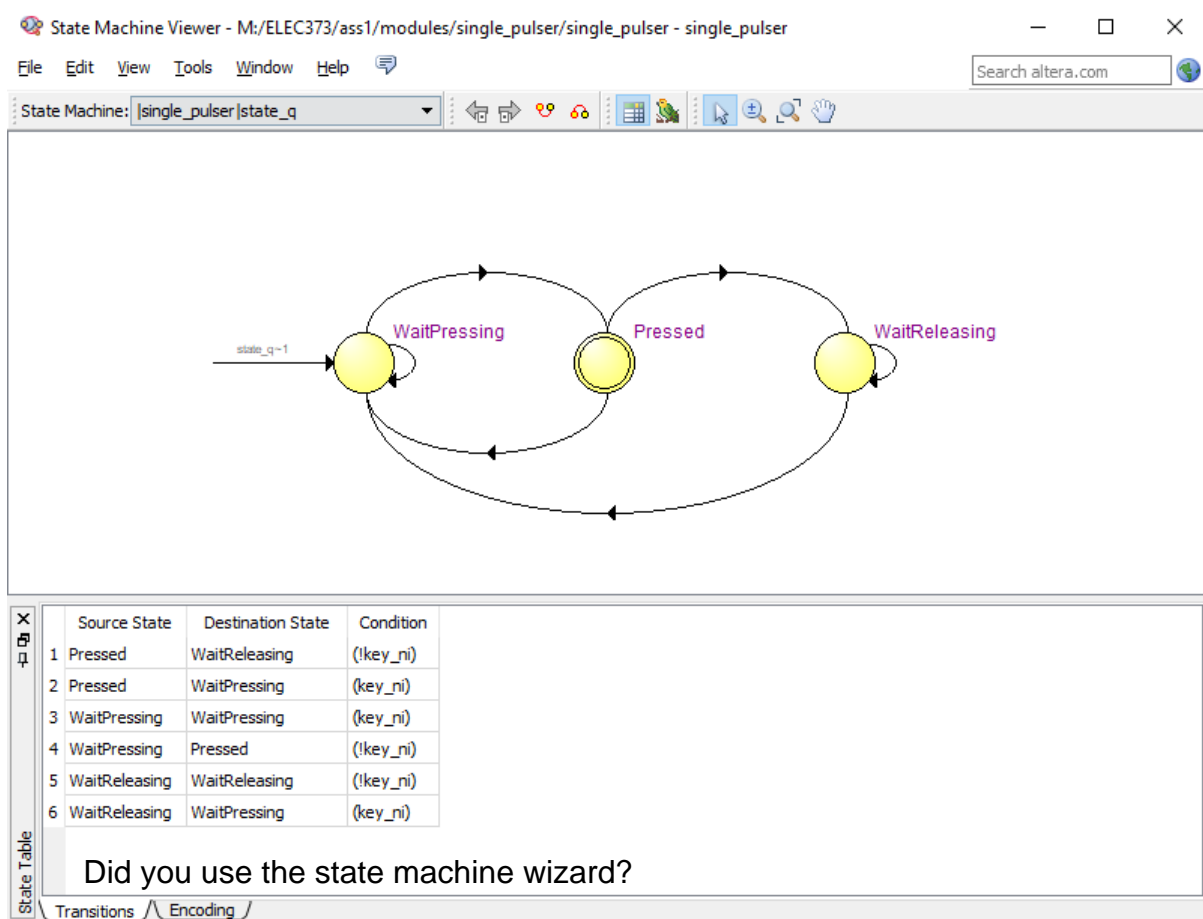 State Machine Viewer - M:/ELEC373/ass1/modules/single_pulser/single_pulser - single_pulser
File Edit View Tools Window Help
Search altera.com
State Machine: |single_pulser|state_q
WaitPressing Pressed WaitReleasing
state_q~1
Source State Destination State Condition
1 Pressed WaitReleasing (!key_ni)
2 Pressed WaitPressing (key_ni)
3 WaitPressing WaitPressing (key_ni)
4 WaitPressing Pressed (!key_ni)
5 WaitReleasing WaitReleasing (!key_ni)
6 WaitReleasing WaitPressing (key_ni)
State Table
Did you use the state machine wizard?
Transitions Encoding